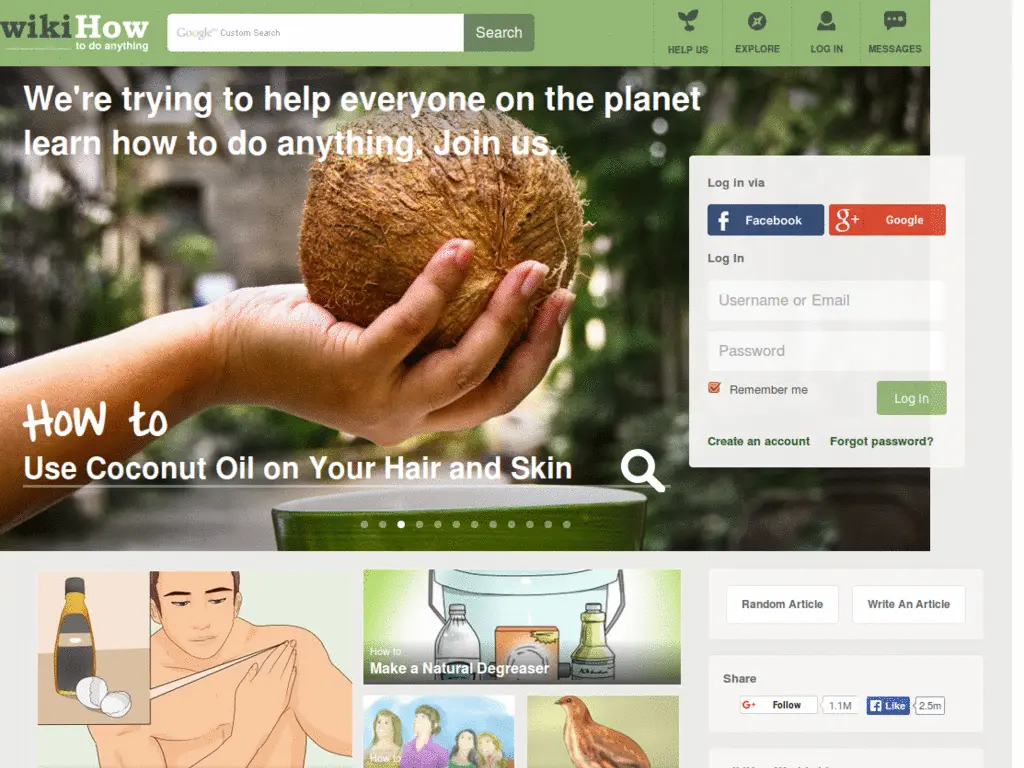 wikiHow
to do anything
Google™ Custom Search
Search
HELP US
EXPLORE
LOG IN
MESSAGES
We're trying to help everyone on the planet
learn how to do anything. Join us.
Log in via
Facebook
g+ Google
Log In
Username or Email
Password
Remember me
Log In
Create an account
Forgot password?
How to
Use Coconut Oil on Your Hair and Skin
How to
Make a Natural Degreaser
How to
Random Article
Write An Article
Share
G+ Follow
1.1M
Like
2.5m